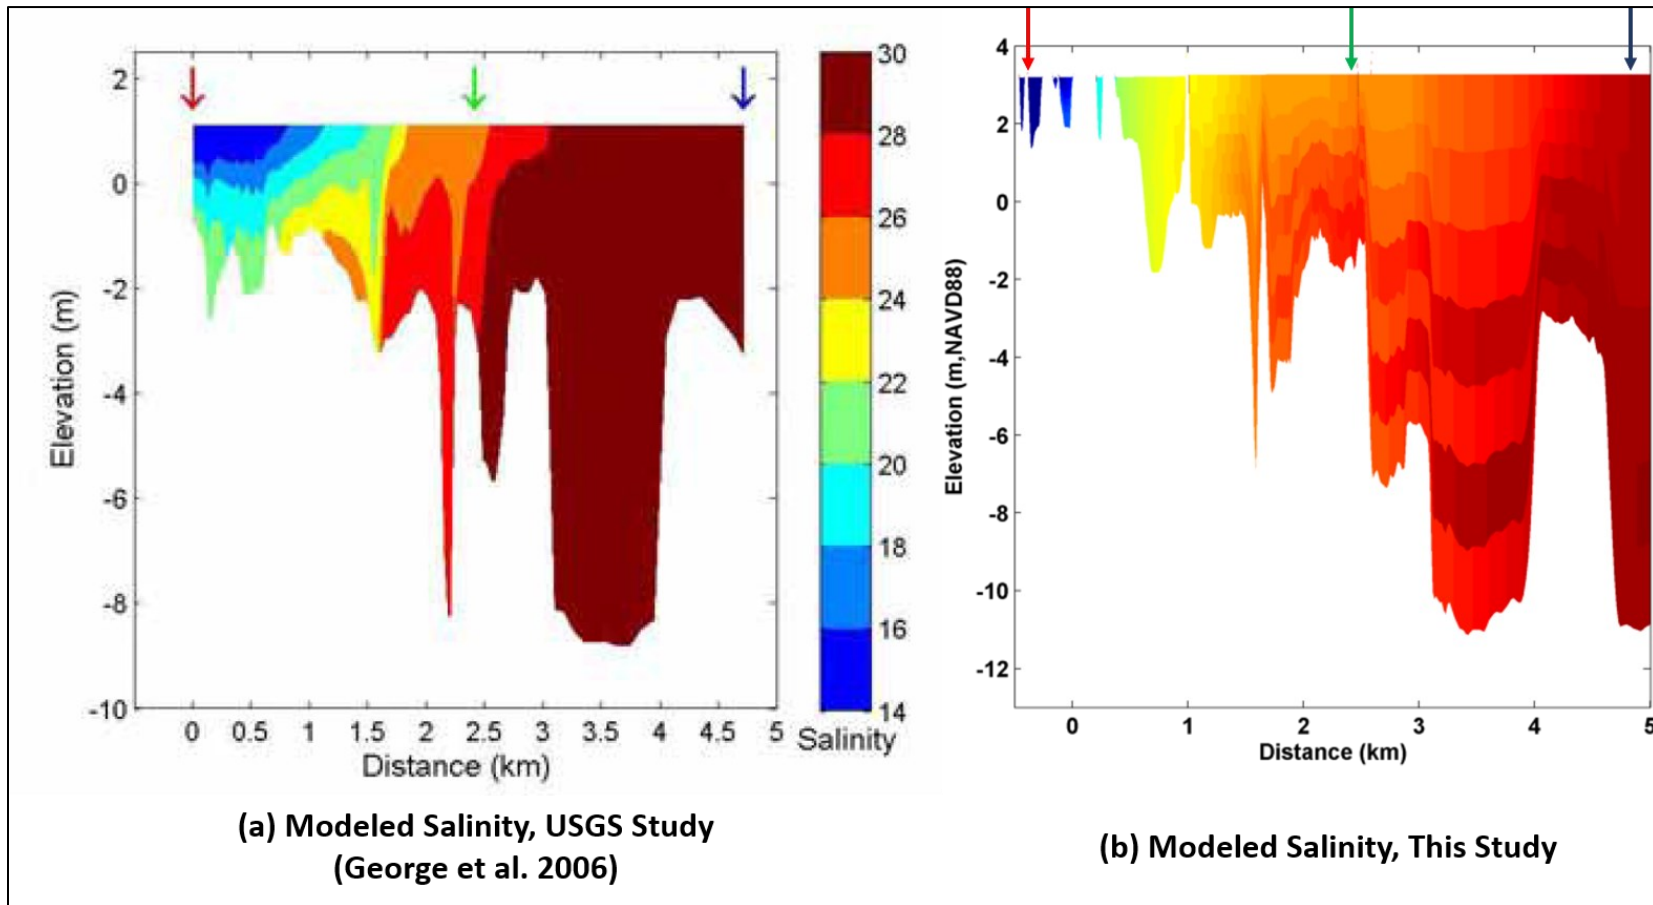 2
0
-2
-4
-6
-8
-10
Elevation (m)
0 0.5 1 1.5 2 2.5 3 3.5 4 4.5 5
Distance (km)
30
28
26
24
22
20
18
16
14
Salinity
(a) Modeled Salinity, USGS Study
(George et al. 2006)
4
2
0
-2
-4
-6
-8
-10
-12
Elevation (m,NAVD88)
0 1 2 3 4 5
Distance (km)
(b) Modeled Salinity, This Study